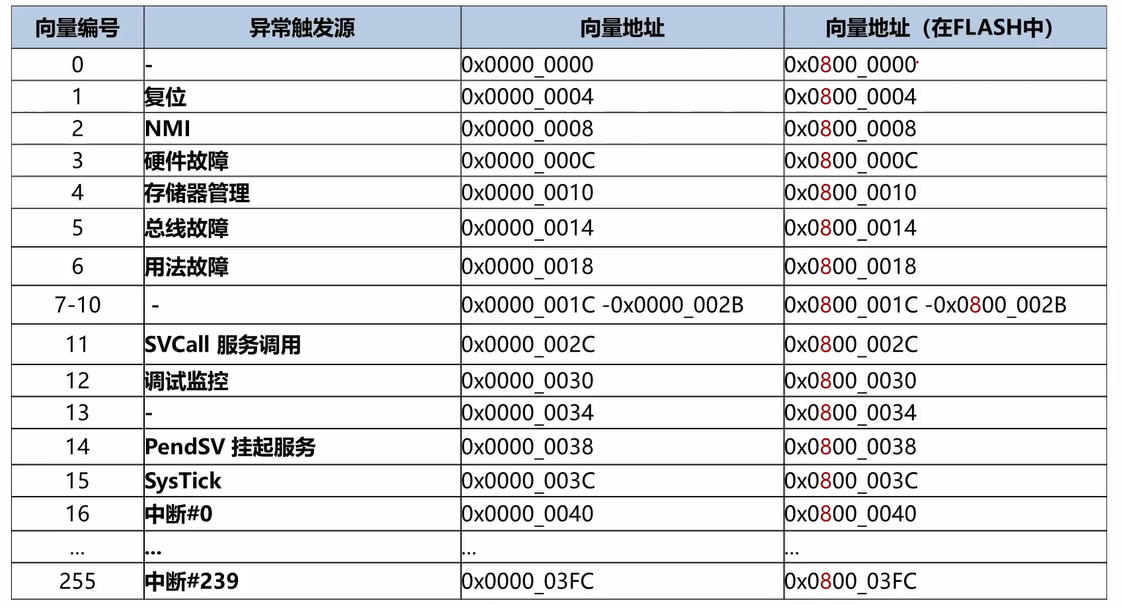 向量编号 异常触发源 向量地址 向量地址（在FLASH中）
0 - 0x0000_0000 0x0800_0000
1 复位 0x0000_0004 0x0800_0004
2 NMI 0x0000_0008 0x0800_0008
3 硬件故障 0x0000_000C 0x0800_000C
4 存储器管理 0x0000_0010 0x0800_0010
5 总线故障 0x0000_0014 0x0800_0014
6 用法故障 0x0000_0018 0x0800_0018
7-10 - 0x0000_001C -0x0000_002B 0x0800_001C -0x0800_002B
11 SVCall 服务调用 0x0000_002C 0x0800_002C
12 调试监控 0x0000_0030 0x0800_0030
13 - 0x0000_0034 0x0800_0034
14 PendSV 挂起服务 0x0000_0038 0x0800_0038
15 SysTick 0x0000_003C 0x0800_003C
16 中断#0 0x0000_0040 0x0800_0040
... ... ... ...
255 中断#239 0x0000_03FC 0x0800_03FC